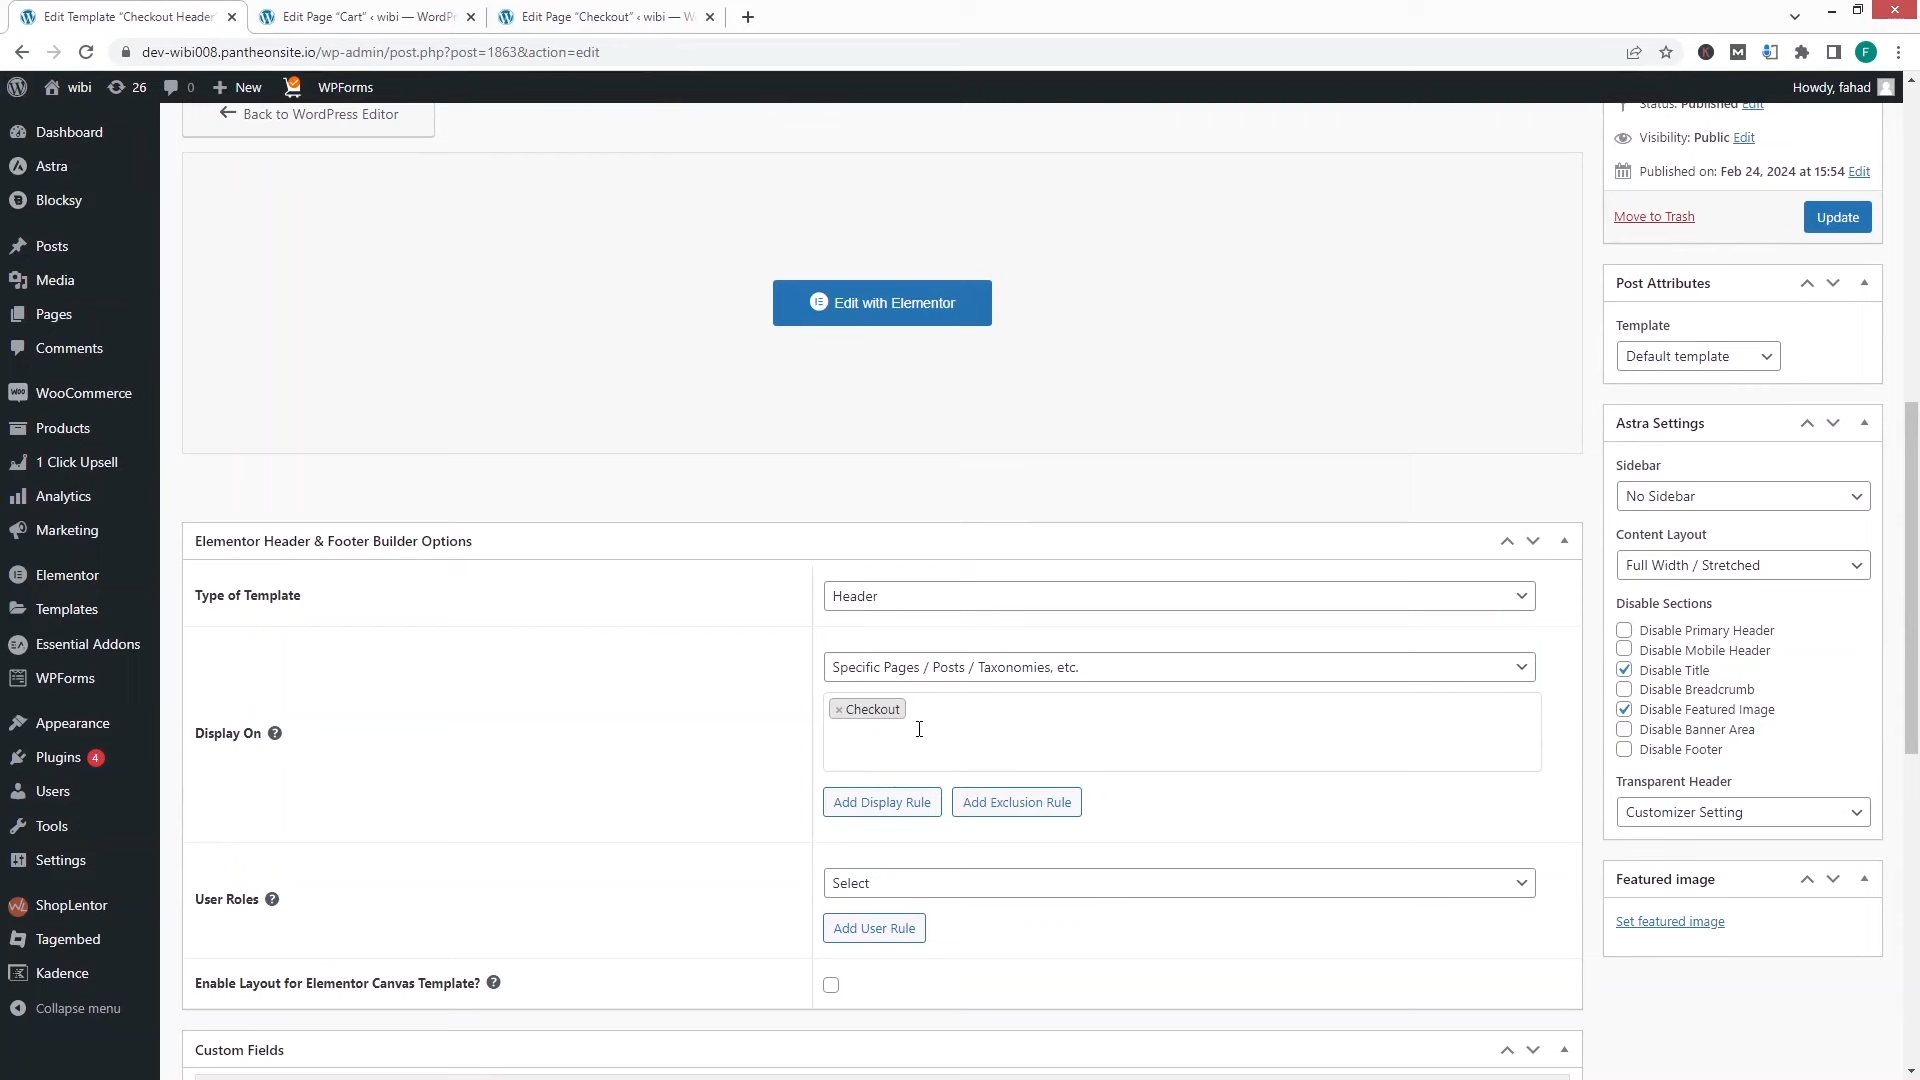 Edit Template “Checkout Header”
Edit Page “Cart” ‹ wibi — WordP
Edit Page “Checkout” ‹ wibi — W
dev-wibi008.pantheonsite.io/wp-admin/post.php?post=1863&action=edit
F
wibi
26
0
New
WPForms
Howdy, fahad
Dashboard
Astra
Blocksy
Posts
Media
Pages
Comments
WooCommerce
Products
1 Click Upsell
Analytics
Marketing
Elementor
Templates
Essential Addons
WPForms
Appearance
Plugins 4
Users
Tools
Settings
ShopLentor
Tagembed
Kadence
Collapse menu
Back to WordPress Editor
Edit with Elementor
Elementor Header & Footer Builder Options
Type of Template
Header
Display On
Specific Pages / Posts / Taxonomies, etc.
× Checkout
Add Display Rule
Add Exclusion Rule
User Roles
Select
Add User Rule
Enable Layout for Elementor Canvas Template?
Custom Fields
Status: Published Edit
Visibility: Public Edit
Published on: Feb 24, 2024 at 15:54 Edit
Move to Trash
Update
Post Attributes
Template
Default template
Astra Settings
Sidebar
No Sidebar
Content Layout
Full Width / Stretched
Disable Sections
Disable Primary Header
Disable Mobile Header
Disable Title
Disable Breadcrumb
Disable Featured Image
Disable Banner Area
Disable Footer
Transparent Header
Customizer Setting
Featured image
Set featured image